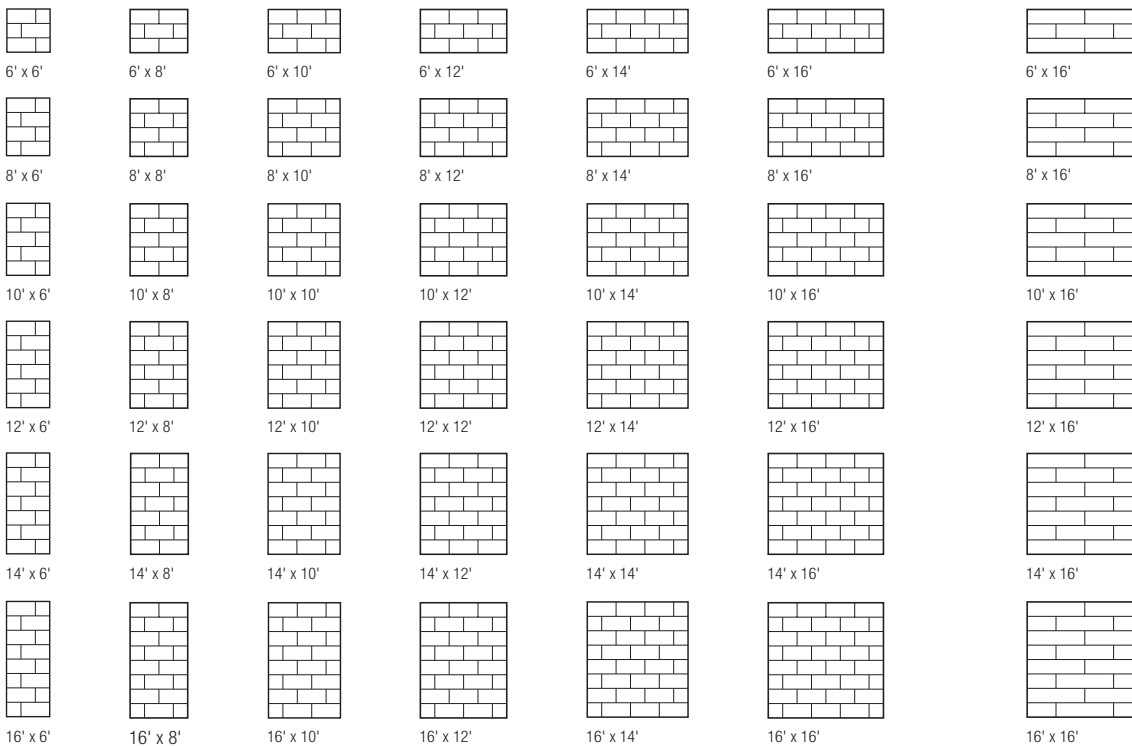 6' x 6' 6' x 8' 6' x 10' 6' x 12' 6' x 14' 6' x 16' 6' x 16'
8' x 6' 8' x 8' 8' x 10' 8' x 12' 8' x 14' 8' x 16' 8' x 16'
10' x 6' 10' x 8' 10' x 10' 10' x 12' 10' x 14' 10' x 16' 10' x 16'
12' x 6' 12' x 8' 12' x 10' 12' x 12' 12' x 14' 12' x 16' 12' x 16'
14' x 6' 14' x 8' 14' x 10' 14' x 12' 14' x 14' 14' x 16' 14' x 16'
16' x 6' 16' x 8' 16' x 10' 16' x 12' 16' x 14' 16' x 16' 16' x 16'